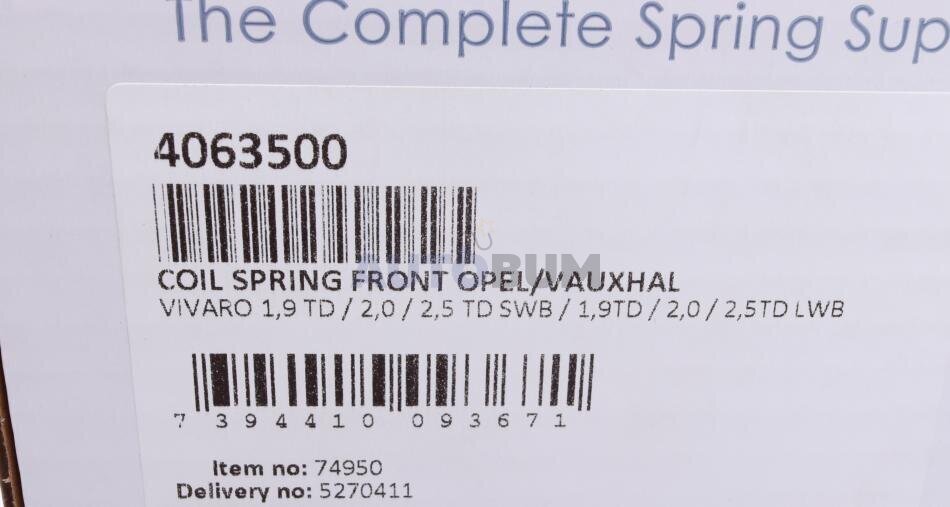 The Complete Spring Sup
4063500
AUTOBUM
COIL SPRING FRONT OPEL/VAUXHAL
VIVARO 1,9 TD / 2,0 / 2,5 TD SWB / 1,9TD / 2,0 / 2,5TD LWB
7 394410 093671
Item no: 74950
Delivery no: 5270411